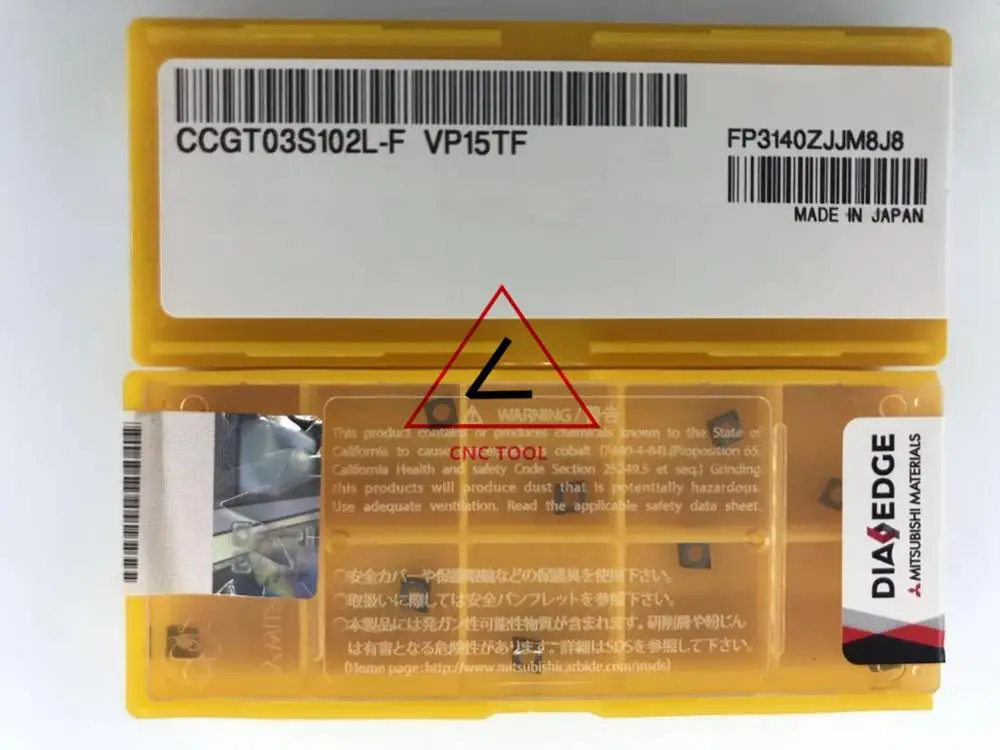 CCGT03S102L-F VP15TF
FP3140ZJJM8J8
MADE IN JAPAN
CNC TOOL
WARNING/警告
This product contains or produces chemicals known to the State of
California to cause cobalt (7440-4-84).(Proposition 65
California Health and safety Code Section 25249.5 et seq.) Grinding
this products will produce dust that is potentially hazardous.
Use adequate ventilation. Read the applicable safety data sheet.
○安全カバーや保護眼鏡などの保護具を使用下さい。
○取扱いに際しては安全パンフレットを参照下さい。
○本製品には発ガン性可能性物質が含まれます。研削屑や粉じん
は有害となる危険性があります。詳細はSDSを参照して下さい。
(Home page:http://www.mitsubishicarbide.com/msds)
DIAEDGE
MITSUBISHI MATERIALS